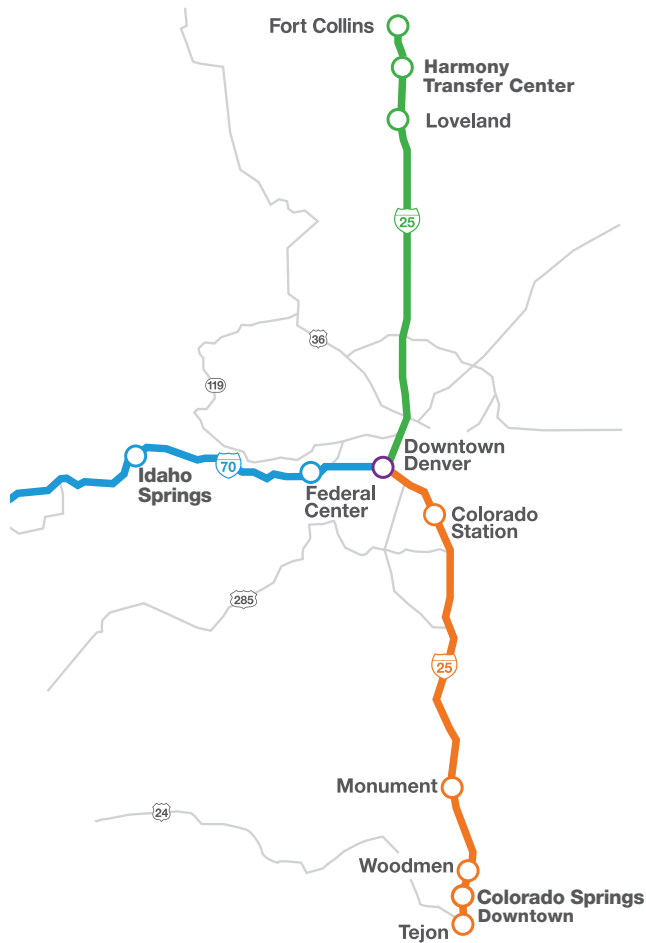 Fort Collins
Harmony
Transfer Center
Loveland
25
36
119
Downtown
Denver
70
Idaho
Springs
Federal
Center
Colorado
Station
285
25
Monument
24
Woodmen
Colorado Springs
Downtown
Tejon